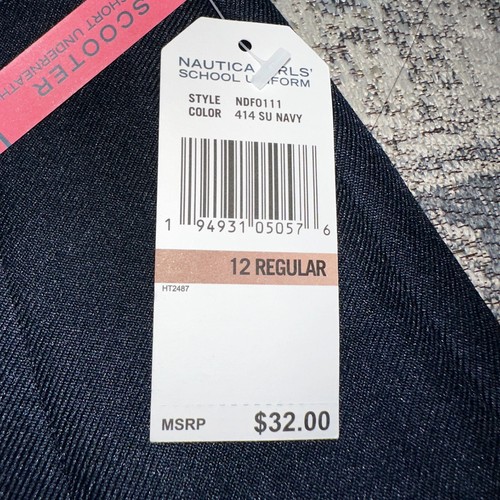 SCOOTER
SHORT UNDERNEATH
NAUTICA GIRLS'
SCHOOL UNIFORM
STYLE NDF0111
COLOR 414 SU NAVY
1 94931 05057 6
12 REGULAR
HT2487
MSRP $32.00